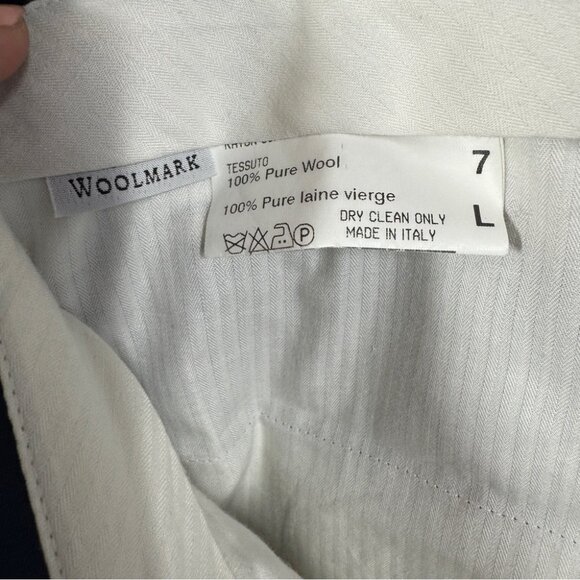 WOOLMARK
TESSUTO
100% Pure Wool
100% Pure laine vierge
DRY CLEAN ONLY
MADE IN ITALY
7
L
P